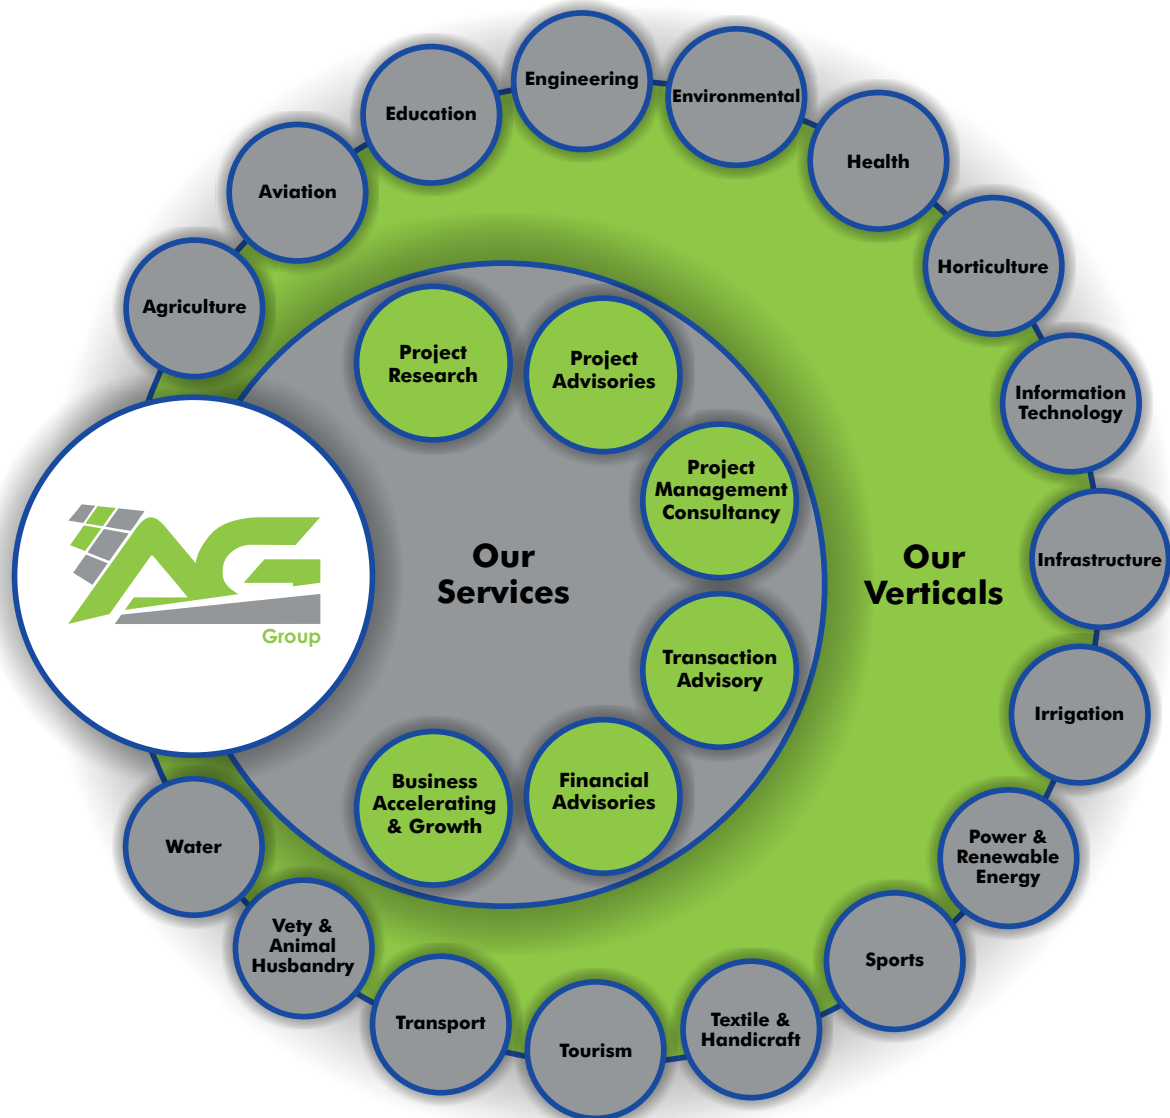 Engineering
Environmental
Education
Health
Aviation
Horticulture
Agriculture
Information
Technology
Infrastructure
Irrigation
Power &
Renewable
Energy
Sports
Textile &
Handicraft
Tourism
Transport
Vety &
Animal
Husbandry
Water
Our
Verticals
Project
Research
Project
Advisories
Project
Management
Consultancy
Transaction
Advisory
Financial
Advisories
Business
Accelerating
& Growth
Our
Services
AG
Group